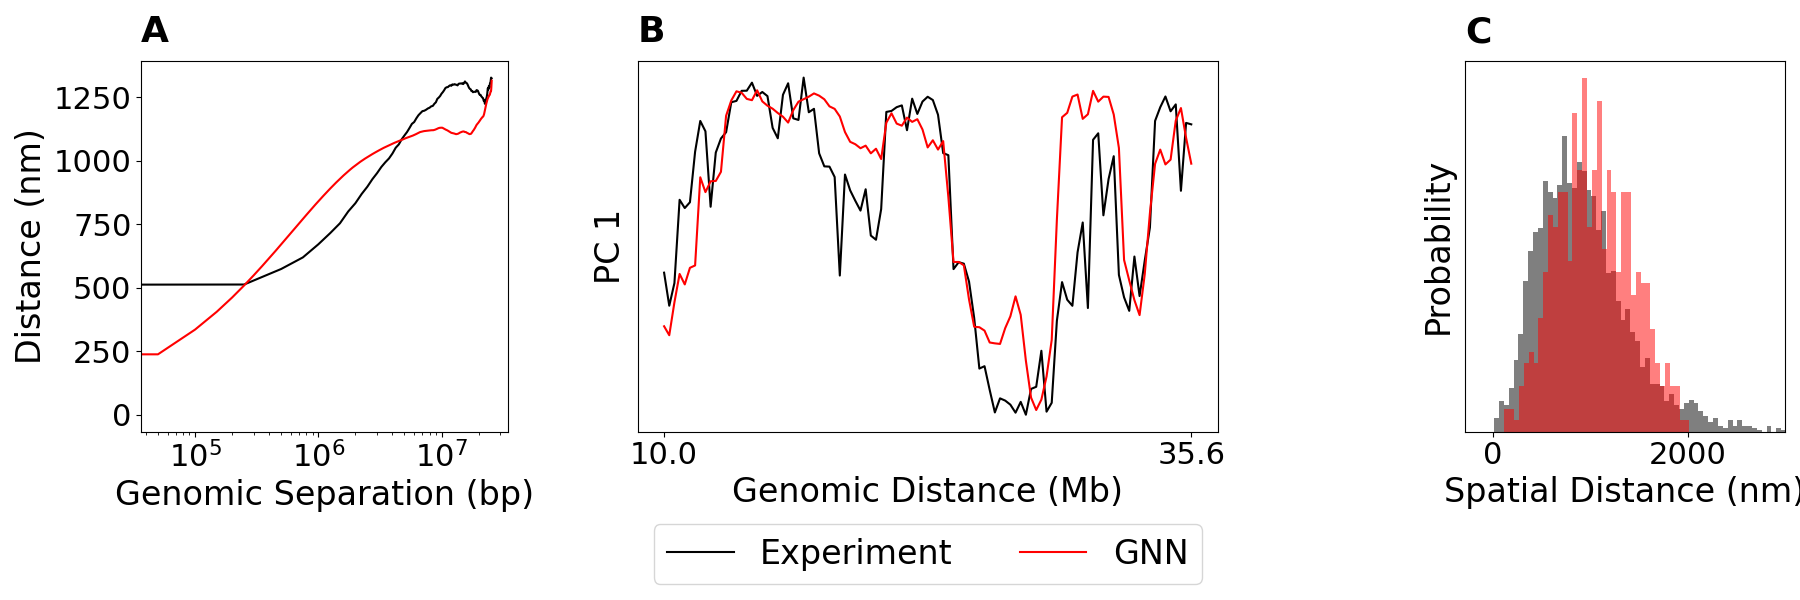 A
B
C
Distance (nm)
1250
1000
750
500
250
0
10^5
10^6
10^7
Genomic Separation (bp)
PC 1
10.0
35.6
Genomic Distance (Mb)
Probability
0
2000
Spatial Distance (nm)
Experiment
GNN